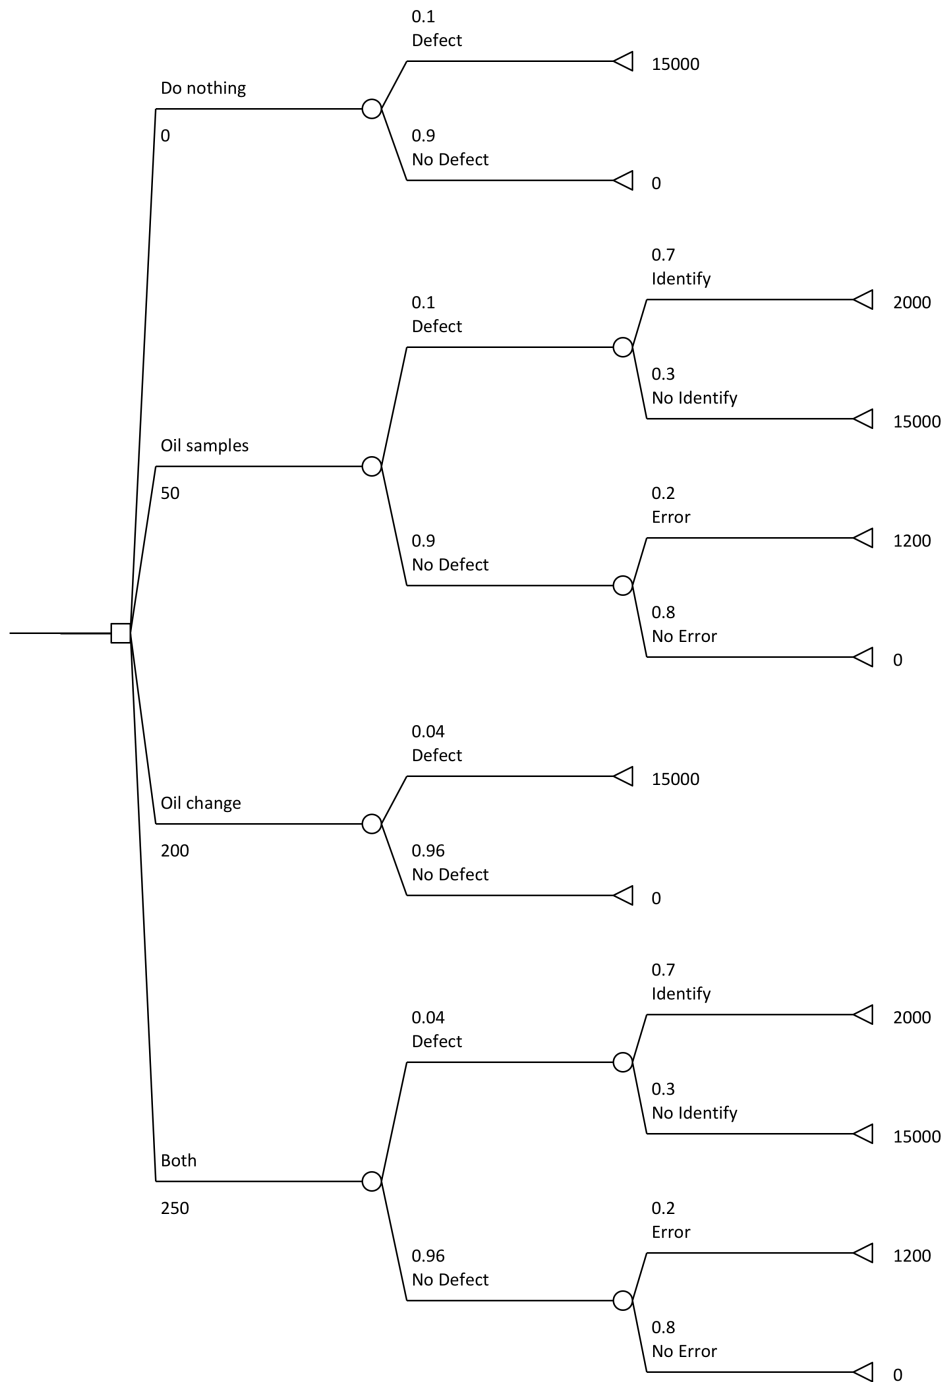 0.1
Defect
15000
Do nothing
0
0.9
No Defect
0
0.7
Identify
2000
0.1
Defect
0.3
No Identify
15000
Oil samples
50
0.2
Error
1200
0.9
No Defect
0.8
No Error
0
0.04
Defect
15000
Oil change
200
0.96
No Defect
0
0.7
Identify
2000
0.04
Defect
0.3
No Identify
15000
Both
250
0.2
Error
1200
0.96
No Defect
0.8
No Error
0